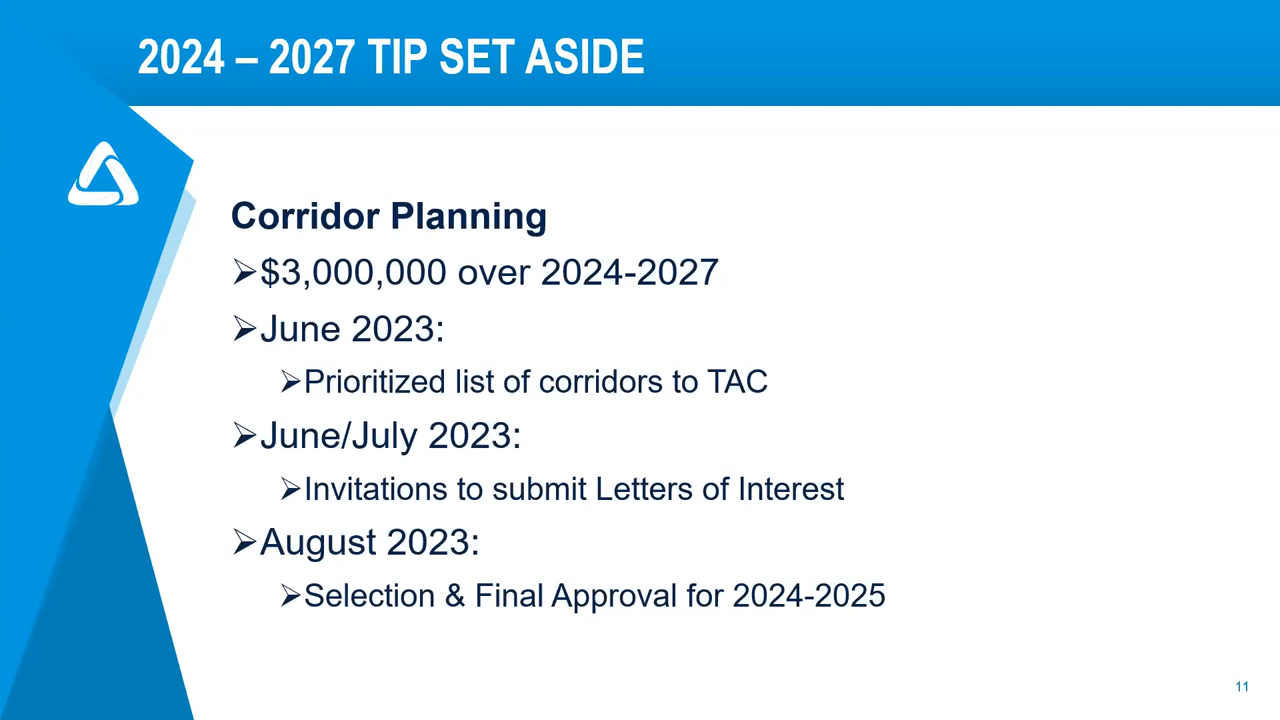 2024 – 2027 TIP SET ASIDE
Corridor Planning
➢$3,000,000 over 2024-2027
➢June 2023:
➢Prioritized list of corridors to TAC
➢June/July 2023:
➢Invitations to submit Letters of Interest
➢August 2023:
➢Selection & Final Approval for 2024-2025
11